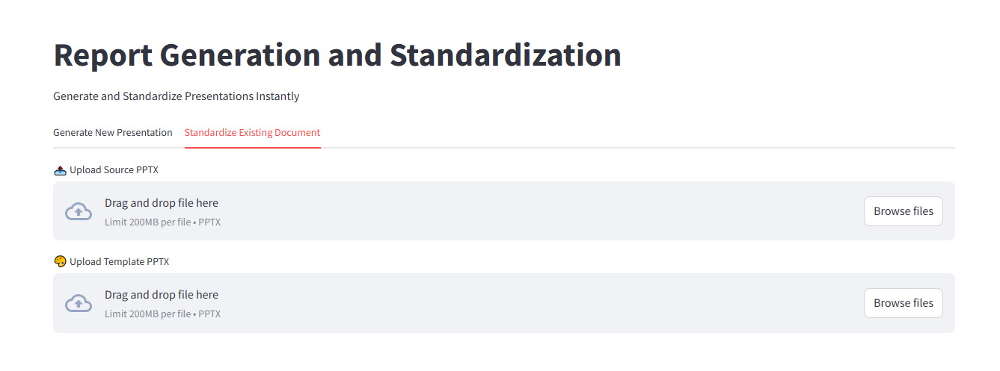 Report Generation and Standardization
Generate and Standardize Presentations Instantly
Generate New Presentation Standardize Existing Document
Upload Source PPTX
Drag and drop file here
Limit 200MB per file • PPTX
Browse files
Upload Template PPTX
Drag and drop file here
Limit 200MB per file • PPTX
Browse files